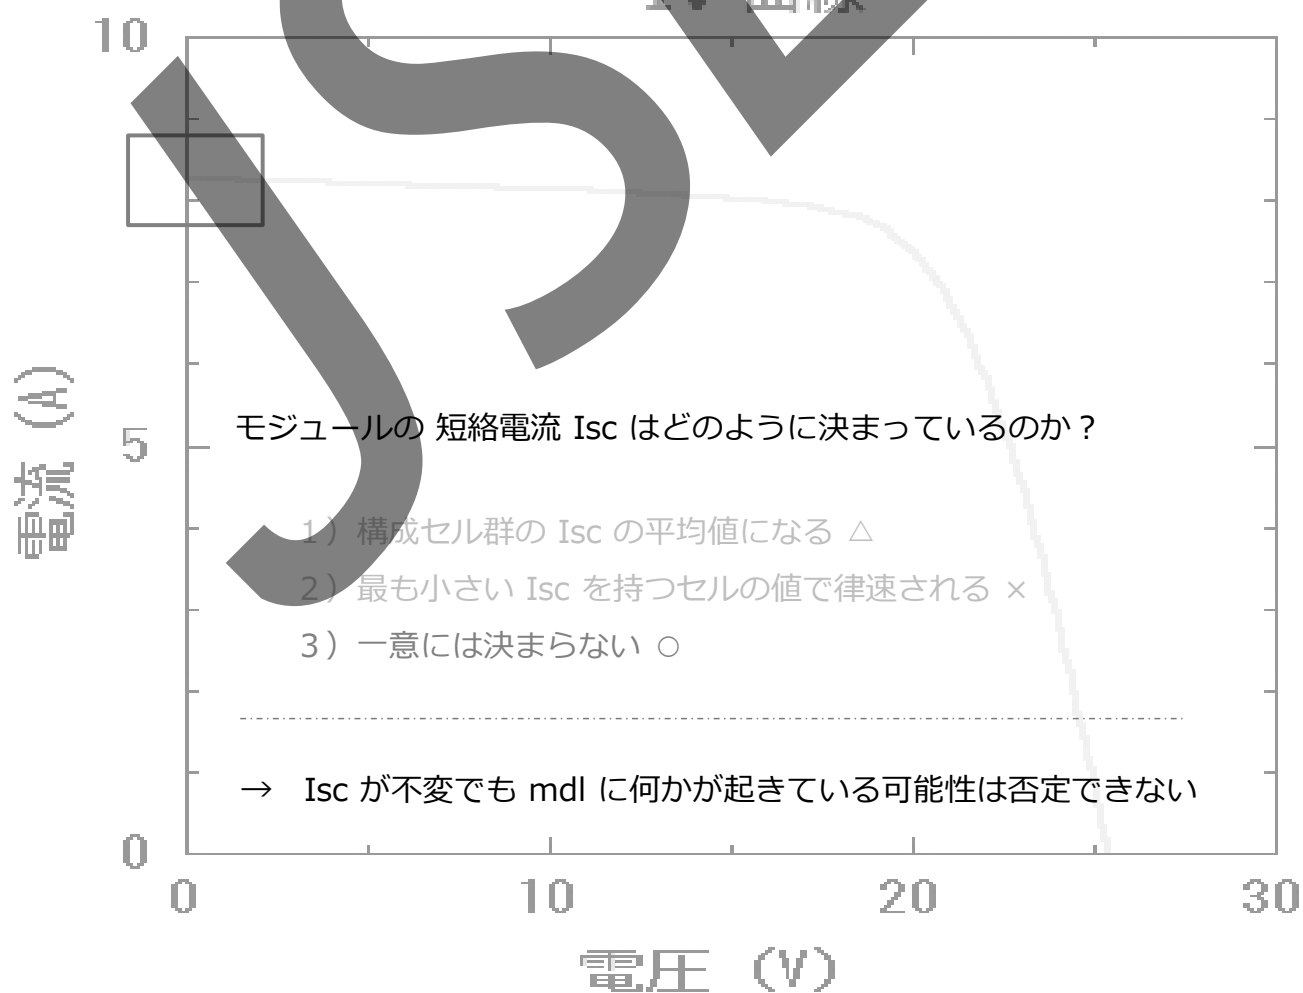 IV 曲線
10
電流 (A)
5
モジュールの 短絡電流 Isc はどのように決まっているのか？
1）構成セル群の Isc の平均値になる △
2）最も小さい Isc を持つセルの値で律速される ×
3）一意には決まらない ○
→ Isc が不変でも mdl に何かが起きている可能性は否定できない
0
0 10 20 30
電圧 (V)